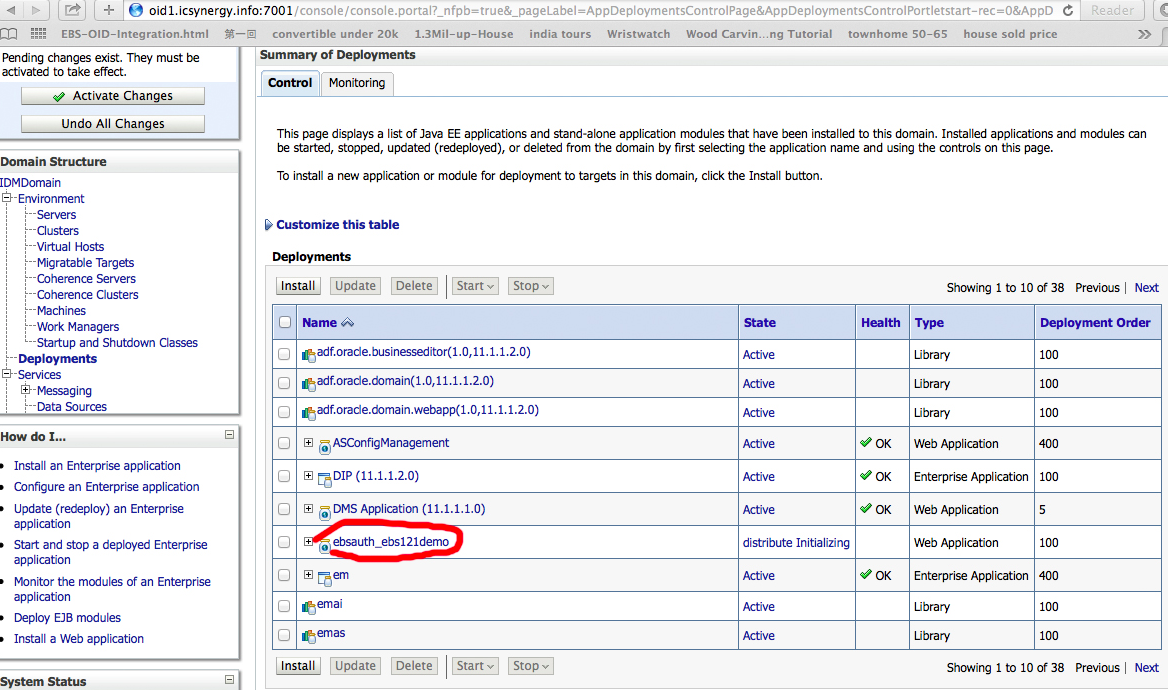 oid1.icsynergy.info:7001/console/console.portal?_nfpb=true&_pageLabel=AppDeploymentsControlPage&AppDeploymentsControlPortletstart-rec=0&AppD
Reader
EBS-OID-Integration.html 第一回 convertible under 20k 1.3Mil-up-House india tours Wristwatch Wood Carvin...ng Tutorial townhome 50-65 house sold price
Pending changes exist. They must be
activated to take effect.
Activate Changes
Undo All Changes
Domain Structure
IDMDomain
Environment
Servers
Clusters
Virtual Hosts
Migratable Targets
Coherence Servers
Coherence Clusters
Machines
Work Managers
Startup and Shutdown Classes
Deployments
Services
Messaging
Data Sources
How do I...
Install an Enterprise application
Configure an Enterprise application
Update (redeploy) an Enterprise
application
Start and stop a deployed Enterprise
application
Monitor the modules of an Enterprise
application
Deploy EJB modules
Install a Web application
System Status
Summary of Deployments
Control Monitoring
This page displays a list of Java EE applications and stand-alone application modules that have been installed to this domain. Installed applications and modules can
be started, stopped, updated (redeployed), or deleted from the domain by first selecting the application name and using the controls on this page.
To install a new application or module for deployment to targets in this domain, click the Install button.
Customize this table
Deployments
Install Update Delete Start Stop Showing 1 to 10 of 38 Previous | Next
Name State Health Type Deployment Order
adf.oracle.businesseditor(1.0,11.1.1.2.0) Active Library 100
adf.oracle.domain(1.0,11.1.1.2.0) Active Library 100
adf.oracle.domain.webapp(1.0,11.1.1.2.0) Active Library 100
ASConfigManagement Active OK Web Application 400
DIP (11.1.1.2.0) Active OK Enterprise Application 100
DMS Application (11.1.1.1.0) Active OK Web Application 5
ebsauth_ebs121demo distribute Initializing Web Application 100
em Active OK Enterprise Application 400
emai Active Library 100
emas Active Library 100
Install Update Delete Start Stop Showing 1 to 10 of 38 Previous | Next